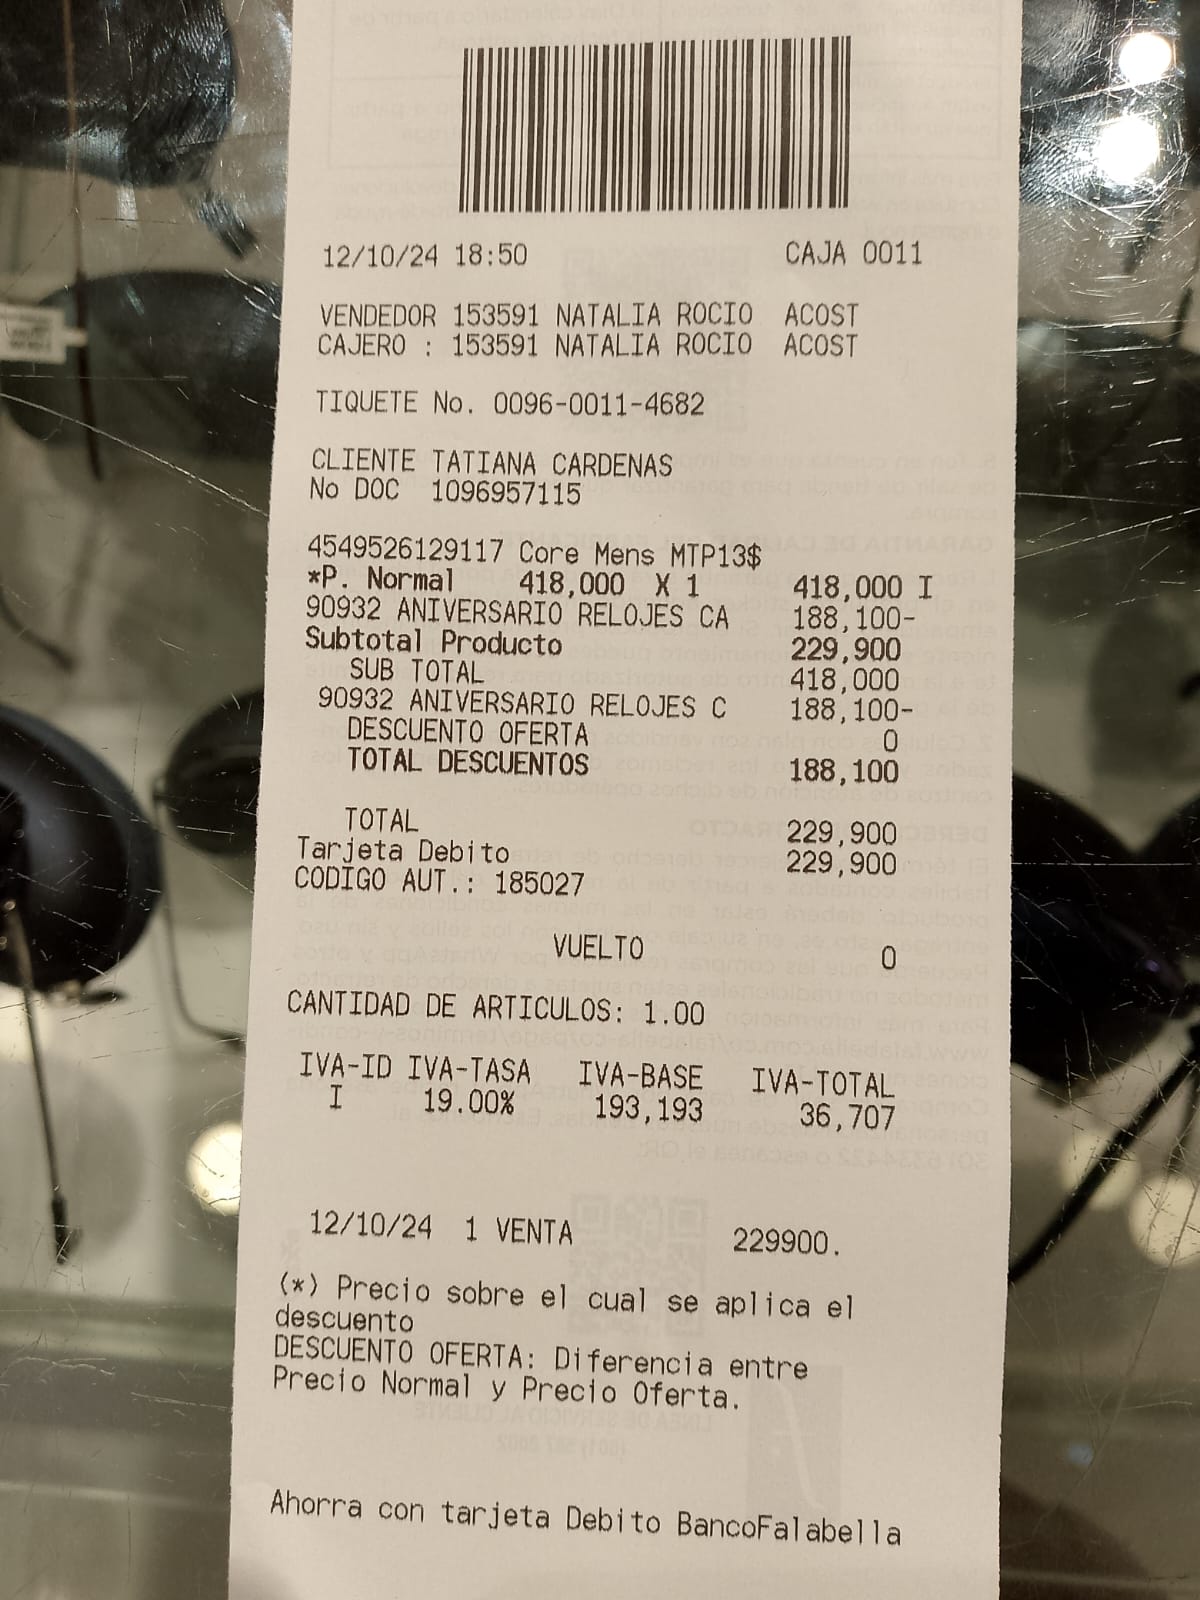 12/10/24 18:50 CAJA 0011
VENDEDOR 153591 NATALIA ROCIO ACOST
CAJERO : 153591 NATALIA ROCIO ACOST
TIQUETE No. 0096-0011-4682
CLIENTE TATIANA CARDENAS
No DOC 1096957115
4549526129117 Core Mens MTP13$
*P. Normal 418,000 X 1 418,000 I
90932 ANIVERSARIO RELOJES CA 188,100-
Subtotal Producto 229,900
SUB TOTAL 418,000
90932 ANIVERSARIO RELOJES C 188,100-
DESCUENTO OFERTA 0
TOTAL DESCUENTOS 188,100
TOTAL 229,900
Tarjeta Debito 229,900
CODIGO AUT.: 185027
VUELTO 0
CANTIDAD DE ARTICULOS: 1.00
IVA-ID IVA-TASA IVA-BASE IVA-TOTAL
I 19.00% 193,193 36,707
12/10/24 1 VENTA 229900.
(*) Precio sobre el cual se aplica el
descuento
DESCUENTO OFERTA: Diferencia entre
Precio Normal y Precio Oferta.
Ahorra con tarjeta Debito BancoFalabella